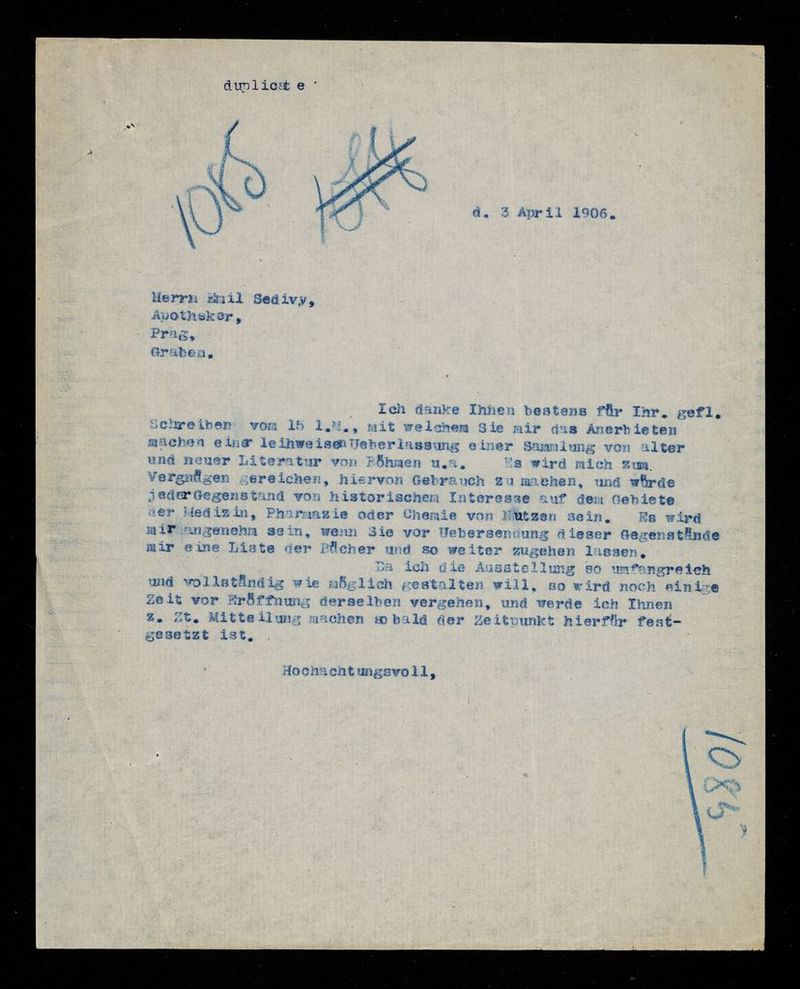 duplicate
1085
d. 3 April 1906.
Herrn Emil Sedivy,
Apotheker,
Prag,
Graben.
Ich danke Ihnen bestens für Ihr. gefl.
Schreiben vom 15 l.M., mit welchem Sie mir das Anerbieten
machen einer leihweisen Ueberlassung einer Sammlung von alter
und neuer Literatur von Böhmen u.a. Es wird mich zum
Vergnügen gereichen, hiervon Gebrauch zu machen, und würde
jeder Gegenstand von historischem Interesse auf dem Gebiete
der Medizin, Pharmazie oder Chemie von Nutzen sein. Es wird
mir angenehm sein, wenn Sie vor Uebersendung dieser Gegenstände
mir eine Liste der Bücher und so weiter zugehen lassen.
Da ich die Ausstellung so umfangreich
und vollständig wie möglich gestalten will, so wird noch einige
Zeit vor Eröffnung derselben vergehen, und werde ich Ihnen
z. Zt. Mitteilung machen sobald der Zeitpunkt hierfür fest-
gesetzt ist.
Hochachtungsvoll,
1085